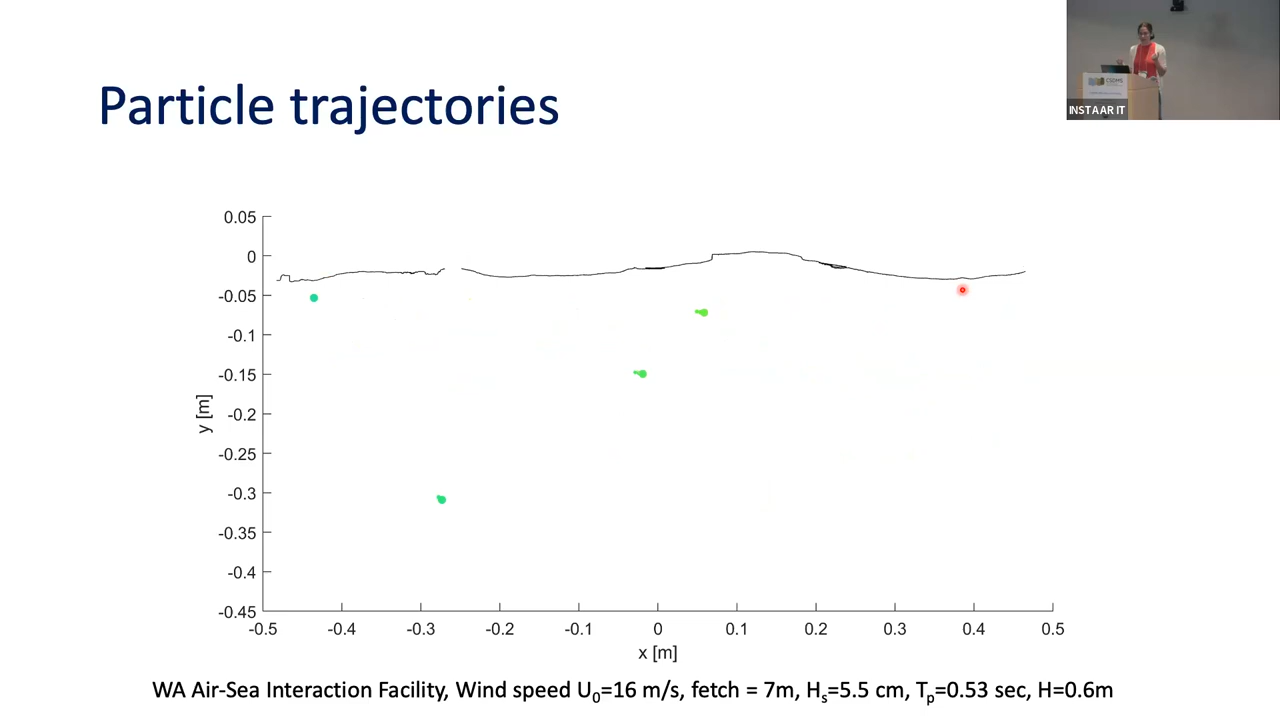 Particle trajectories
INSTAAR IT
CSDMS
0.05
0
-0.05
-0.1
-0.15
-0.2
-0.25
-0.3
-0.35
-0.4
-0.45
y [m]
-0.5 -0.4 -0.3 -0.2 -0.1 0 0.1 0.2 0.3 0.4 0.5
x [m]
WA Air-Sea Interaction Facility, Wind speed U0=16 m/s, fetch = 7m, Hs=5.5 cm, Tp=0.53 sec, H=0.6m